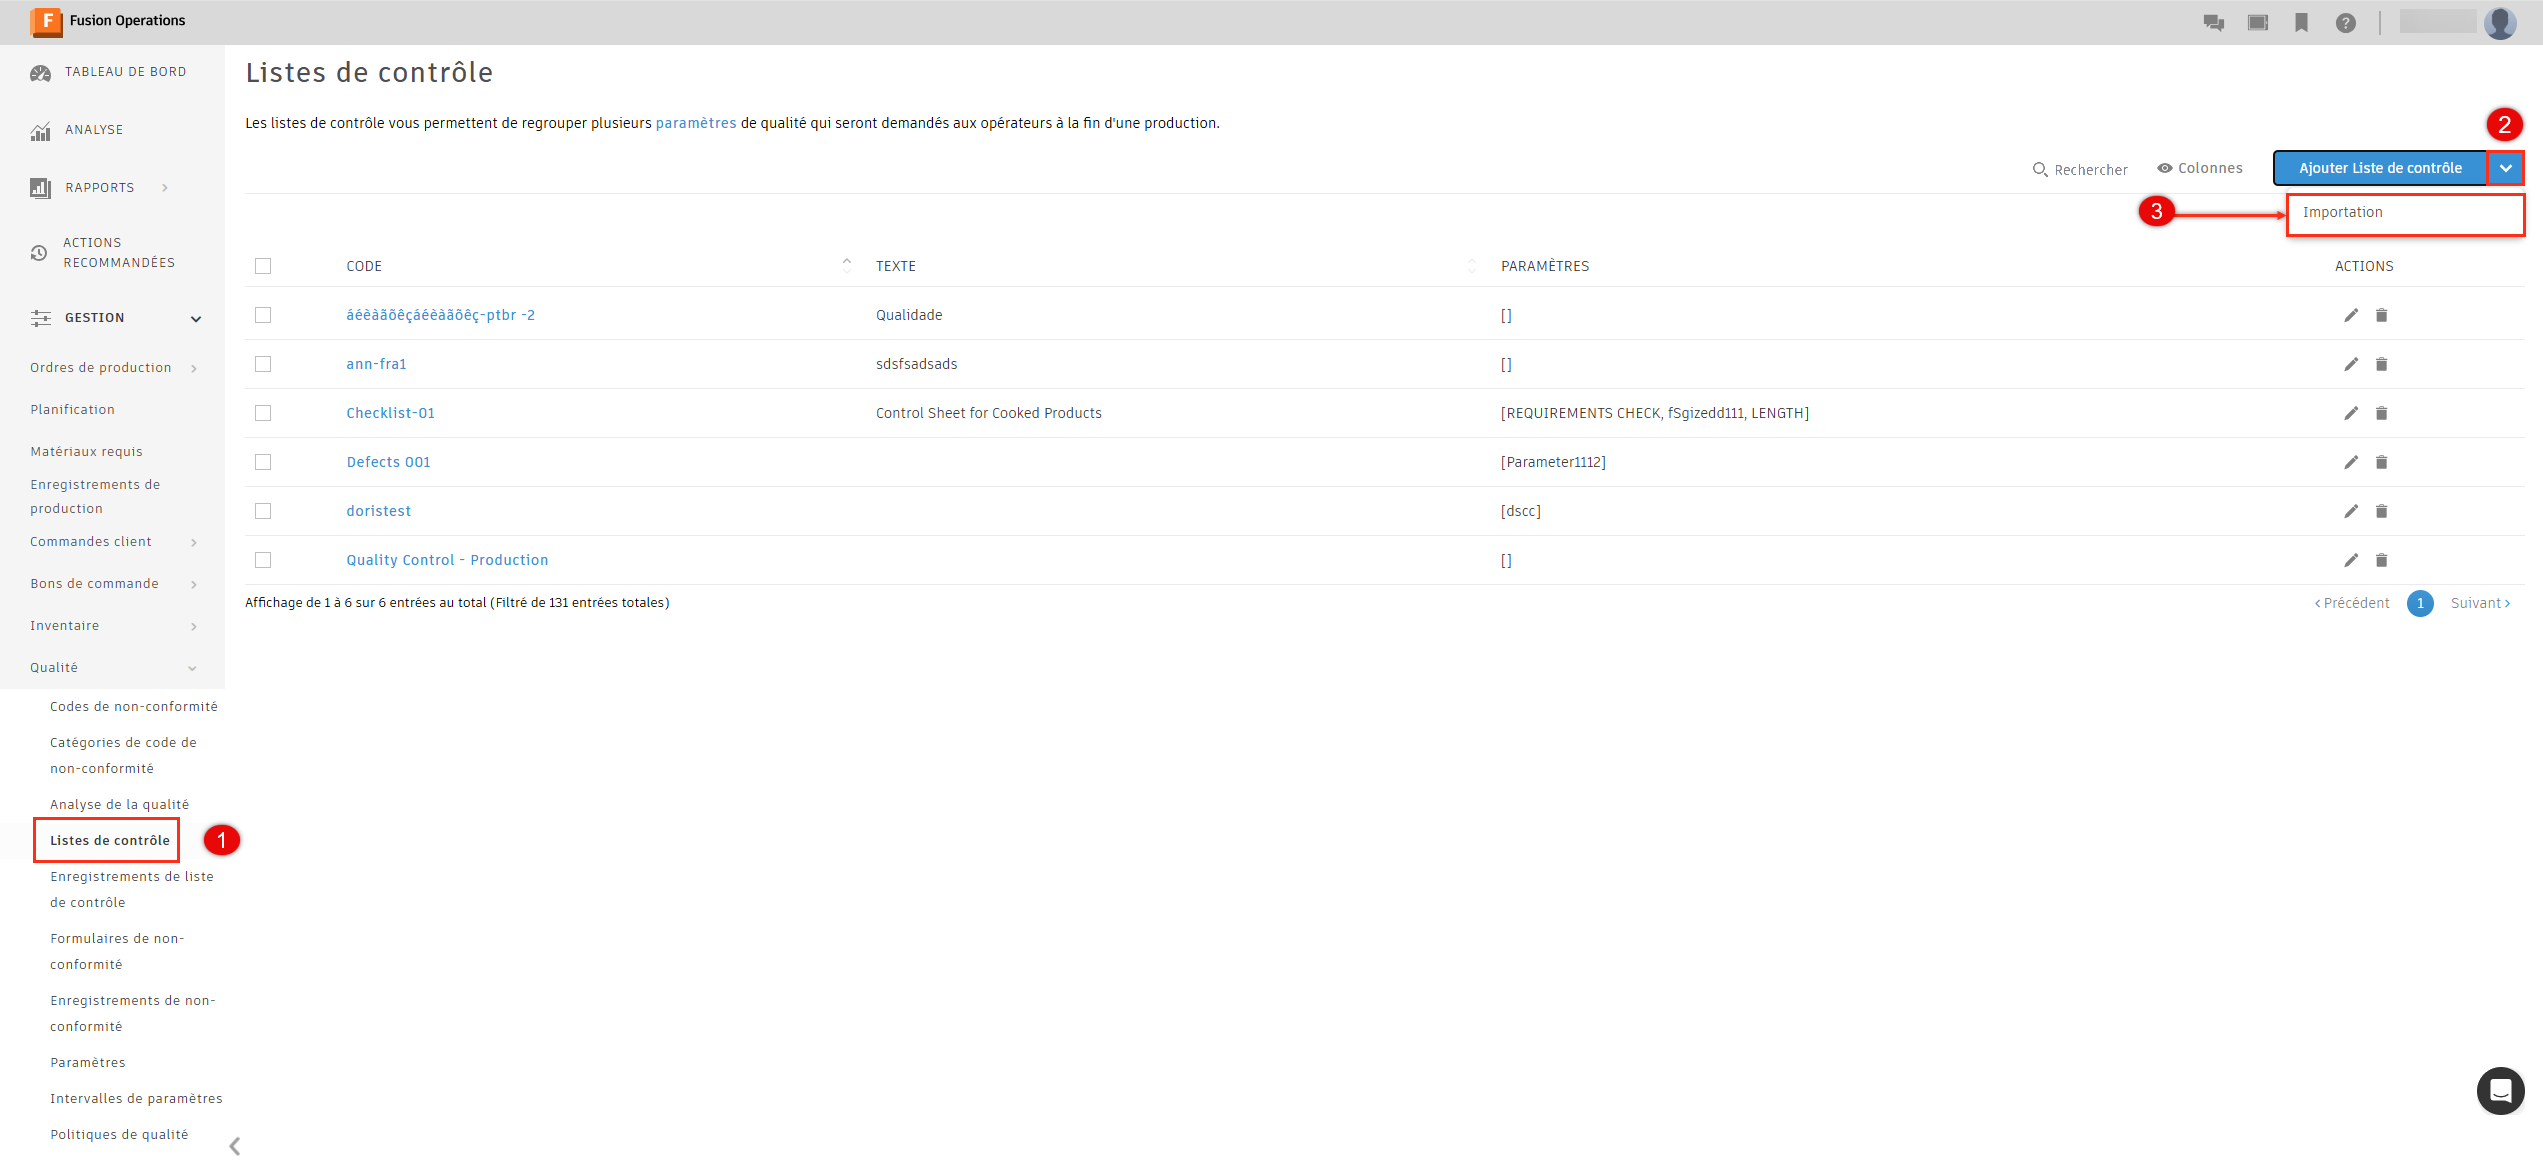 F Fusion Operations
?
TABLEAU DE BORD
ANALYSE
RAPPORTS
ACTIONS
RECOMMANDÉES
GESTION
Ordres de production
Planification
Matériaux requis
Enregistrements de
production
Commandes client
Bons de commande
Inventaire
Qualité
Codes de non-conformité
Catégories de code de
non-conformité
Analyse de la qualité
Listes de contrôle
1
Enregistrements de liste
de contrôle
Formulaires de non-
conformité
Enregistrements de non-
conformité
Paramètres
Intervalles de paramètres
Politiques de qualité
Listes de contrôle
Les listes de contrôle vous permettent de regrouper plusieurs paramètres de qualité qui seront demandés aux opérateurs à la fin d'une production.
2
Rechercher Colonnes Ajouter Liste de contrôle
3 Importation
CODE TEXTE PARAMÈTRES ACTIONS
áéèàãõêçáéèàãõêç-ptbr -2 Qualidade []
ann-fra1 sdsfsadsads []
Checklist-01 Control Sheet for Cooked Products [REQUIREMENTS CHECK, fSgizedd111, LENGTH]
Defects 001 [Parameter1112]
doristest [dscc]
Quality Control - Production []
Affichage de 1 à 6 sur 6 entrées au total (Filtré de 131 entrées totales)
‹ Précédent 1 Suivant ›